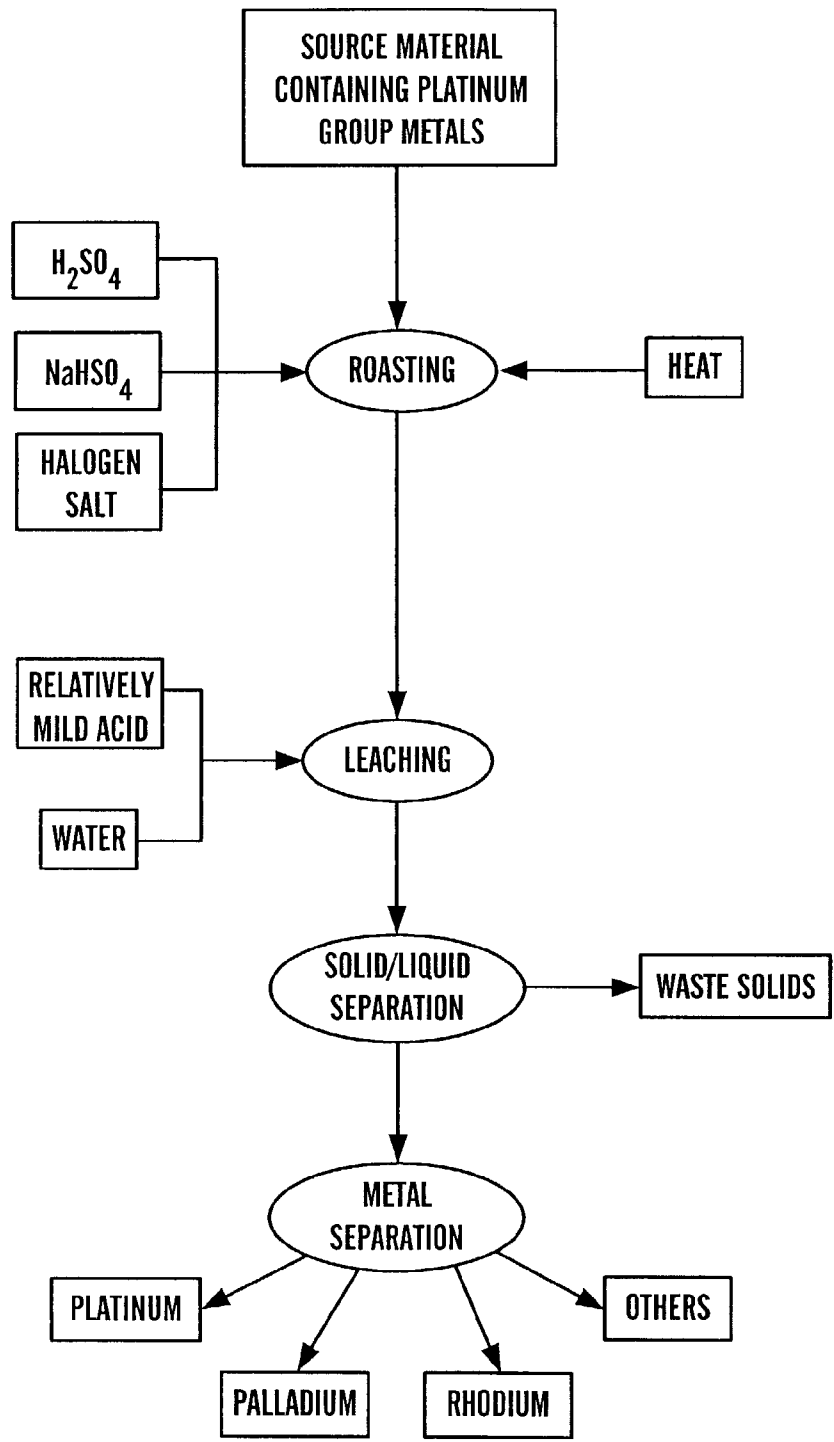 SOURCE MATERIAL
CONTAINING PLATINUM
GROUP METALS
H₂SO₄
NaHSO₄
HALOGEN
SALT
ROASTING
HEAT
RELATIVELY
MILD ACID
WATER
LEACHING
SOLID/LIQUID
SEPARATION
WASTE SOLIDS
METAL
SEPARATION
PLATINUM
PALLADIUM
RHODIUM
OTHERS